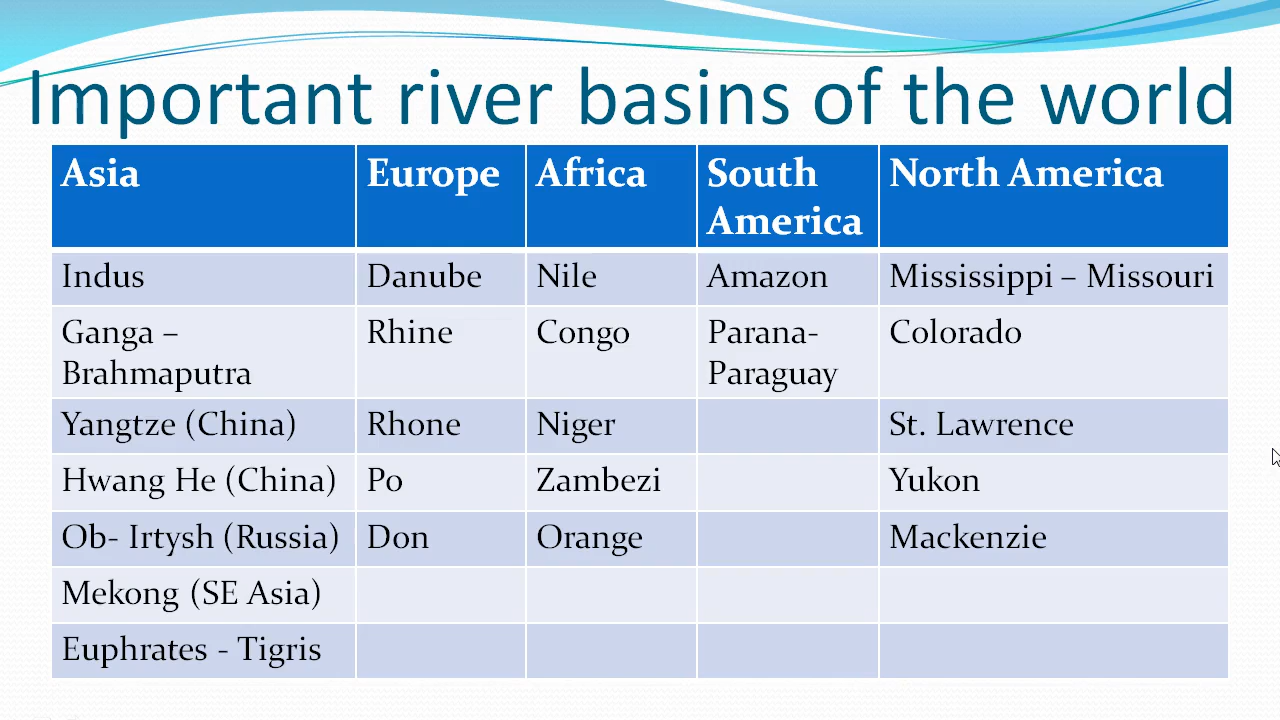 Important river basins of the world
Asia Europe Africa South America North America
Indus Danube Nile Amazon Mississippi – Missouri
Ganga – Brahmaputra Rhine Congo Parana- Paraguay Colorado
Yangtze (China) Rhone Niger St. Lawrence
Hwang He (China) Po Zambezi Yukon
Ob- Irtysh (Russia) Don Orange Mackenzie
Mekong (SE Asia)
Euphrates - Tigris